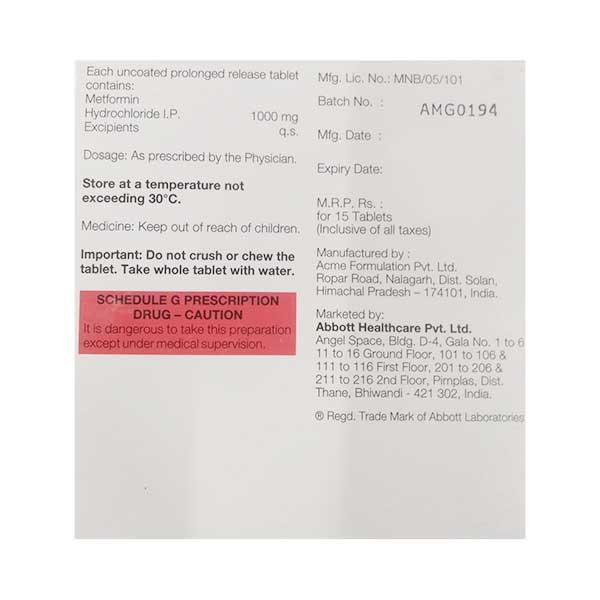 Each uncoated prolonged release tablet
contains:
Metformin
Hydrochloride I.P. 1000 mg
Excipients q.s.
Dosage: As prescribed by the Physician.
Store at a temperature not
exceeding 30°C.
Medicine: Keep out of reach of children.
Important: Do not crush or chew the
tablet. Take whole tablet with water.
SCHEDULE G PRESCRIPTION
DRUG – CAUTION
It is dangerous to take this preparation
except under medical supervision.
Mfg. Lic. No.: MNB/05/101
Batch No. : AMG0194
Mfg. Date :
Expiry Date:
M.R.P. Rs. :
for 15 Tablets
(Inclusive of all taxes)
Manufactured by :
Acme Formulation Pvt. Ltd.
Ropar Road, Nalagarh, Dist. Solan,
Himachal Pradesh – 174101, India.
Marketed by:
Abbott Healthcare Pvt. Ltd.
Angel Space, Bldg. D-4, Gala No. 1 to 6
11 to 16 Ground Floor, 101 to 106 &
111 to 116 First Floor, 201 to 206 &
211 to 216 2nd Floor, Pimplas, Dist.
Thane, Bhiwandi - 421 302, India.
® Regd. Trade Mark of Abbott Laboratories